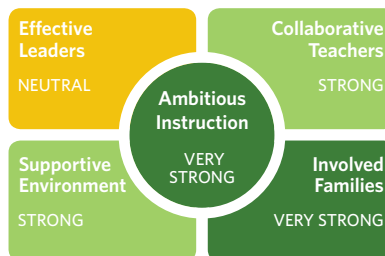 Effective
Leaders
NEUTRAL
Collaborative
Teachers
STRONG
Ambitious
Instruction
VERY
STRONG
Supportive
Environment
STRONG
Involved
Families
VERY STRONG